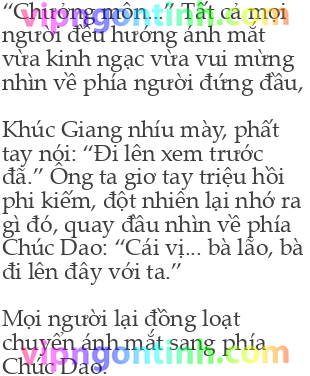 “Chưởng môn...” Tất cả mọi
người đều hướng ánh mắt
vừa kinh ngạc vừa vui mừng
nhìn về phía người đứng đầu,
Khúc Giang nhíu mày, phất
tay nói: “Đi lên xem trước
đã.” Ông ta giơ tay triệu hồi
phi kiếm, đột nhiên lại nhớ ra
gì đó, quay đầu nhìn về phía
Chúc Dao: “Cái vị... bà lão, bà
đi lên đây với ta.”
Mọi người lại đồng loạt
chuyển ánh mắt sang phía
Chúc Dao.
vipngontinh.com
vipngontinh.com